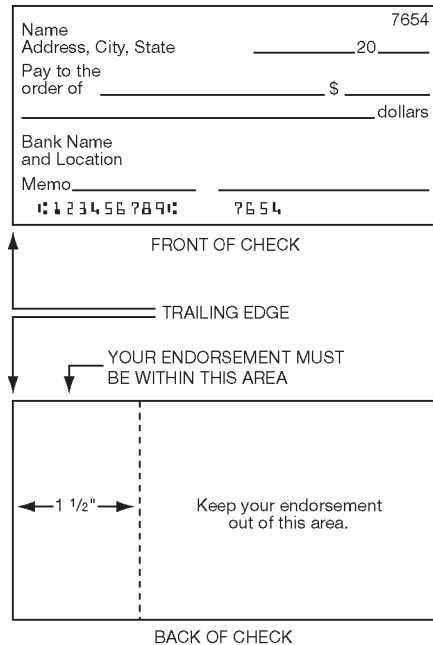 7654
Name
Address, City, State 20
Pay to the
order of $
dollars
Bank Name
and Location
Memo
⑆123456789⑆ 7654
FRONT OF CHECK
TRAILING EDGE
YOUR ENDORSEMENT MUST
BE WITHIN THIS AREA
1 1/2"
Keep your endorsement
out of this area.
BACK OF CHECK